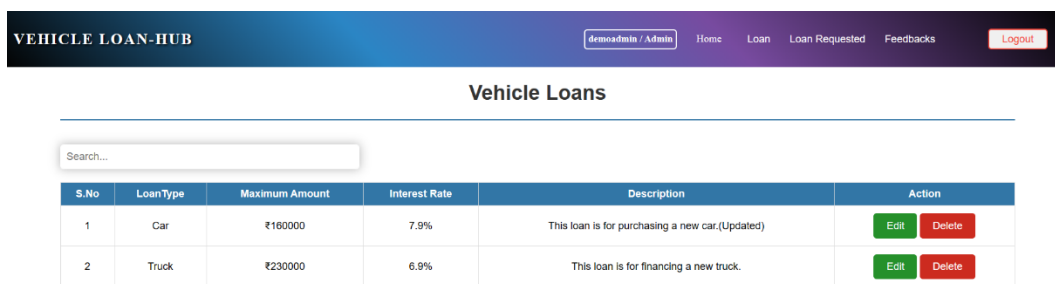 VEHICLE LOAN-HUB demoadmin / Admin Home Loan Loan Requested Feedbacks Logout
Vehicle Loans
Search...
S.No LoanType Maximum Amount Interest Rate Description Action
1 Car ₹160000 7.9% This loan is for purchasing a new car.(Updated) Edit Delete
2 Truck ₹230000 6.9% This loan is for financing a new truck. Edit Delete